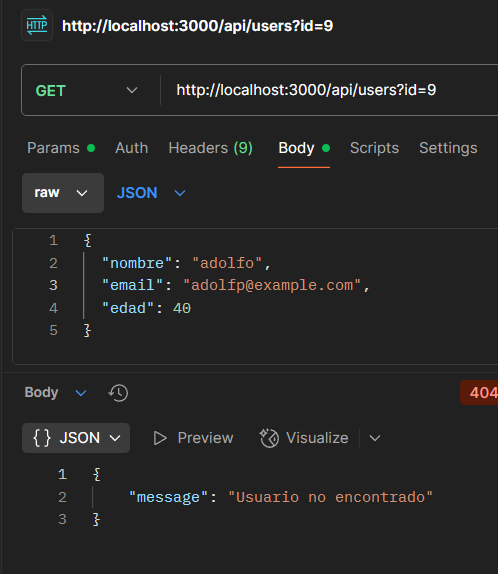 HTTP http://localhost:3000/api/users?id=9
GET http://localhost:3000/api/users?id=9
Params Auth Headers (9) Body Scripts Settings
raw JSON
1 {
2 "nombre": "adolfo",
3 "email": "adolfp@example.com",
4 "edad": 40
5 }
Body 404
{} JSON Preview Visualize
1 {
2 "message": "Usuario no encontrado"
3 }